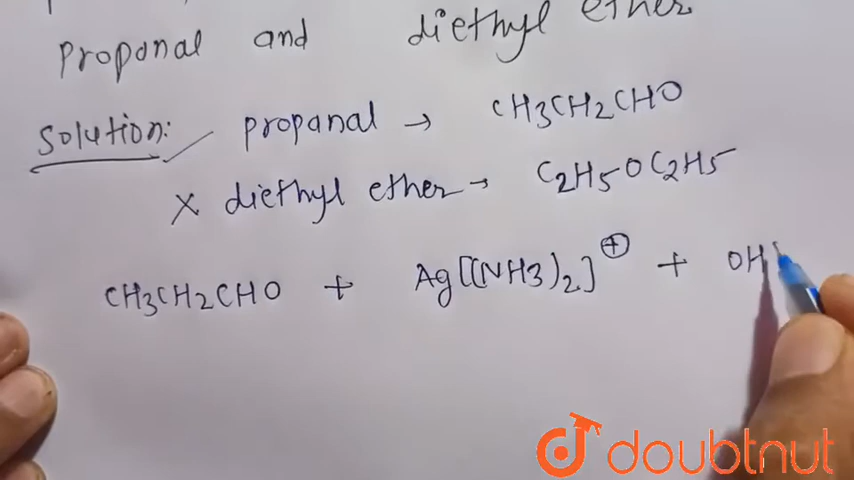 Propanal and diethyl ether
Solution: propanal → CH3CH2CHO
X diethyl ether → C2H5OC2H5
CH3CH2CHO + Ag[(NH3)2]⊕ + OH
doubtnut